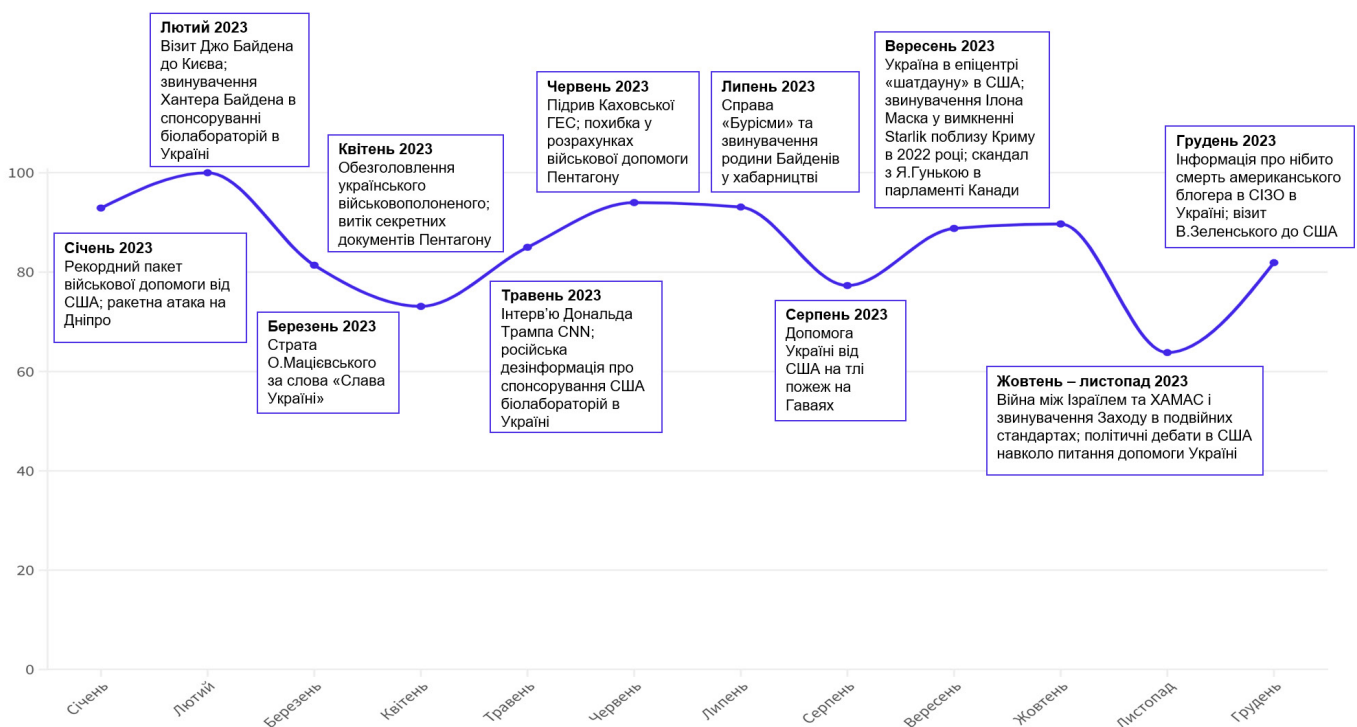 Лютий 2023
Візит Джо Байдена
до Києва;
звинувачення
Хантера Байдена в
спонсоруванні
біолабораторій в
Україні
Вересень 2023
Україна в епіцентрі
«шатдауну» в США;
звинувачення Ілона
Маска у вимкненні
Starlik поблизу Криму
в 2022 році; скандал
з Я.Гунькою в
парламенті Канади
Червень 2023
Підрив Каховської
ГЕС; похибка у
розрахунках
військової допомоги
Пентагону
Липень 2023
Справа
«Бурісми» та
звинувачення
родини Байденів
у хабарництві
Квітень 2023
Обезголовлення
українського
військовополоненого;
витік секретних
документів Пентагону
Грудень 2023
Інформація про нібито
смерть американського
блогера в СІЗО в
Україні; візит
В.Зеленського до США
Січень 2023
Рекордний пакет
військової допомоги від
США; ракетна атака на
Дніпро
Березень 2023
Страта
О.Мацієвського
за слова «Слава
Україні»
Травень 2023
Інтерв’ю Дональда
Трампа CNN;
російська
дезінформація про
спонсорування США
біолабораторій в
Україні
Серпень 2023
Допомога
Україні від
США на тлі
пожеж на
Гаваях
Жовтень – листопад 2023
Війна між Ізраїлем та ХАМАС і
звинувачення Заходу в подвійних
стандартах; політичні дебати в США
навколо питання допомоги Україні
100
80
60
40
20
0
Січень
Лютий
Березень
Квітень
Травень
Червень
Липень
Серпень
Вересень
Жовтень
Листопад
Грудень